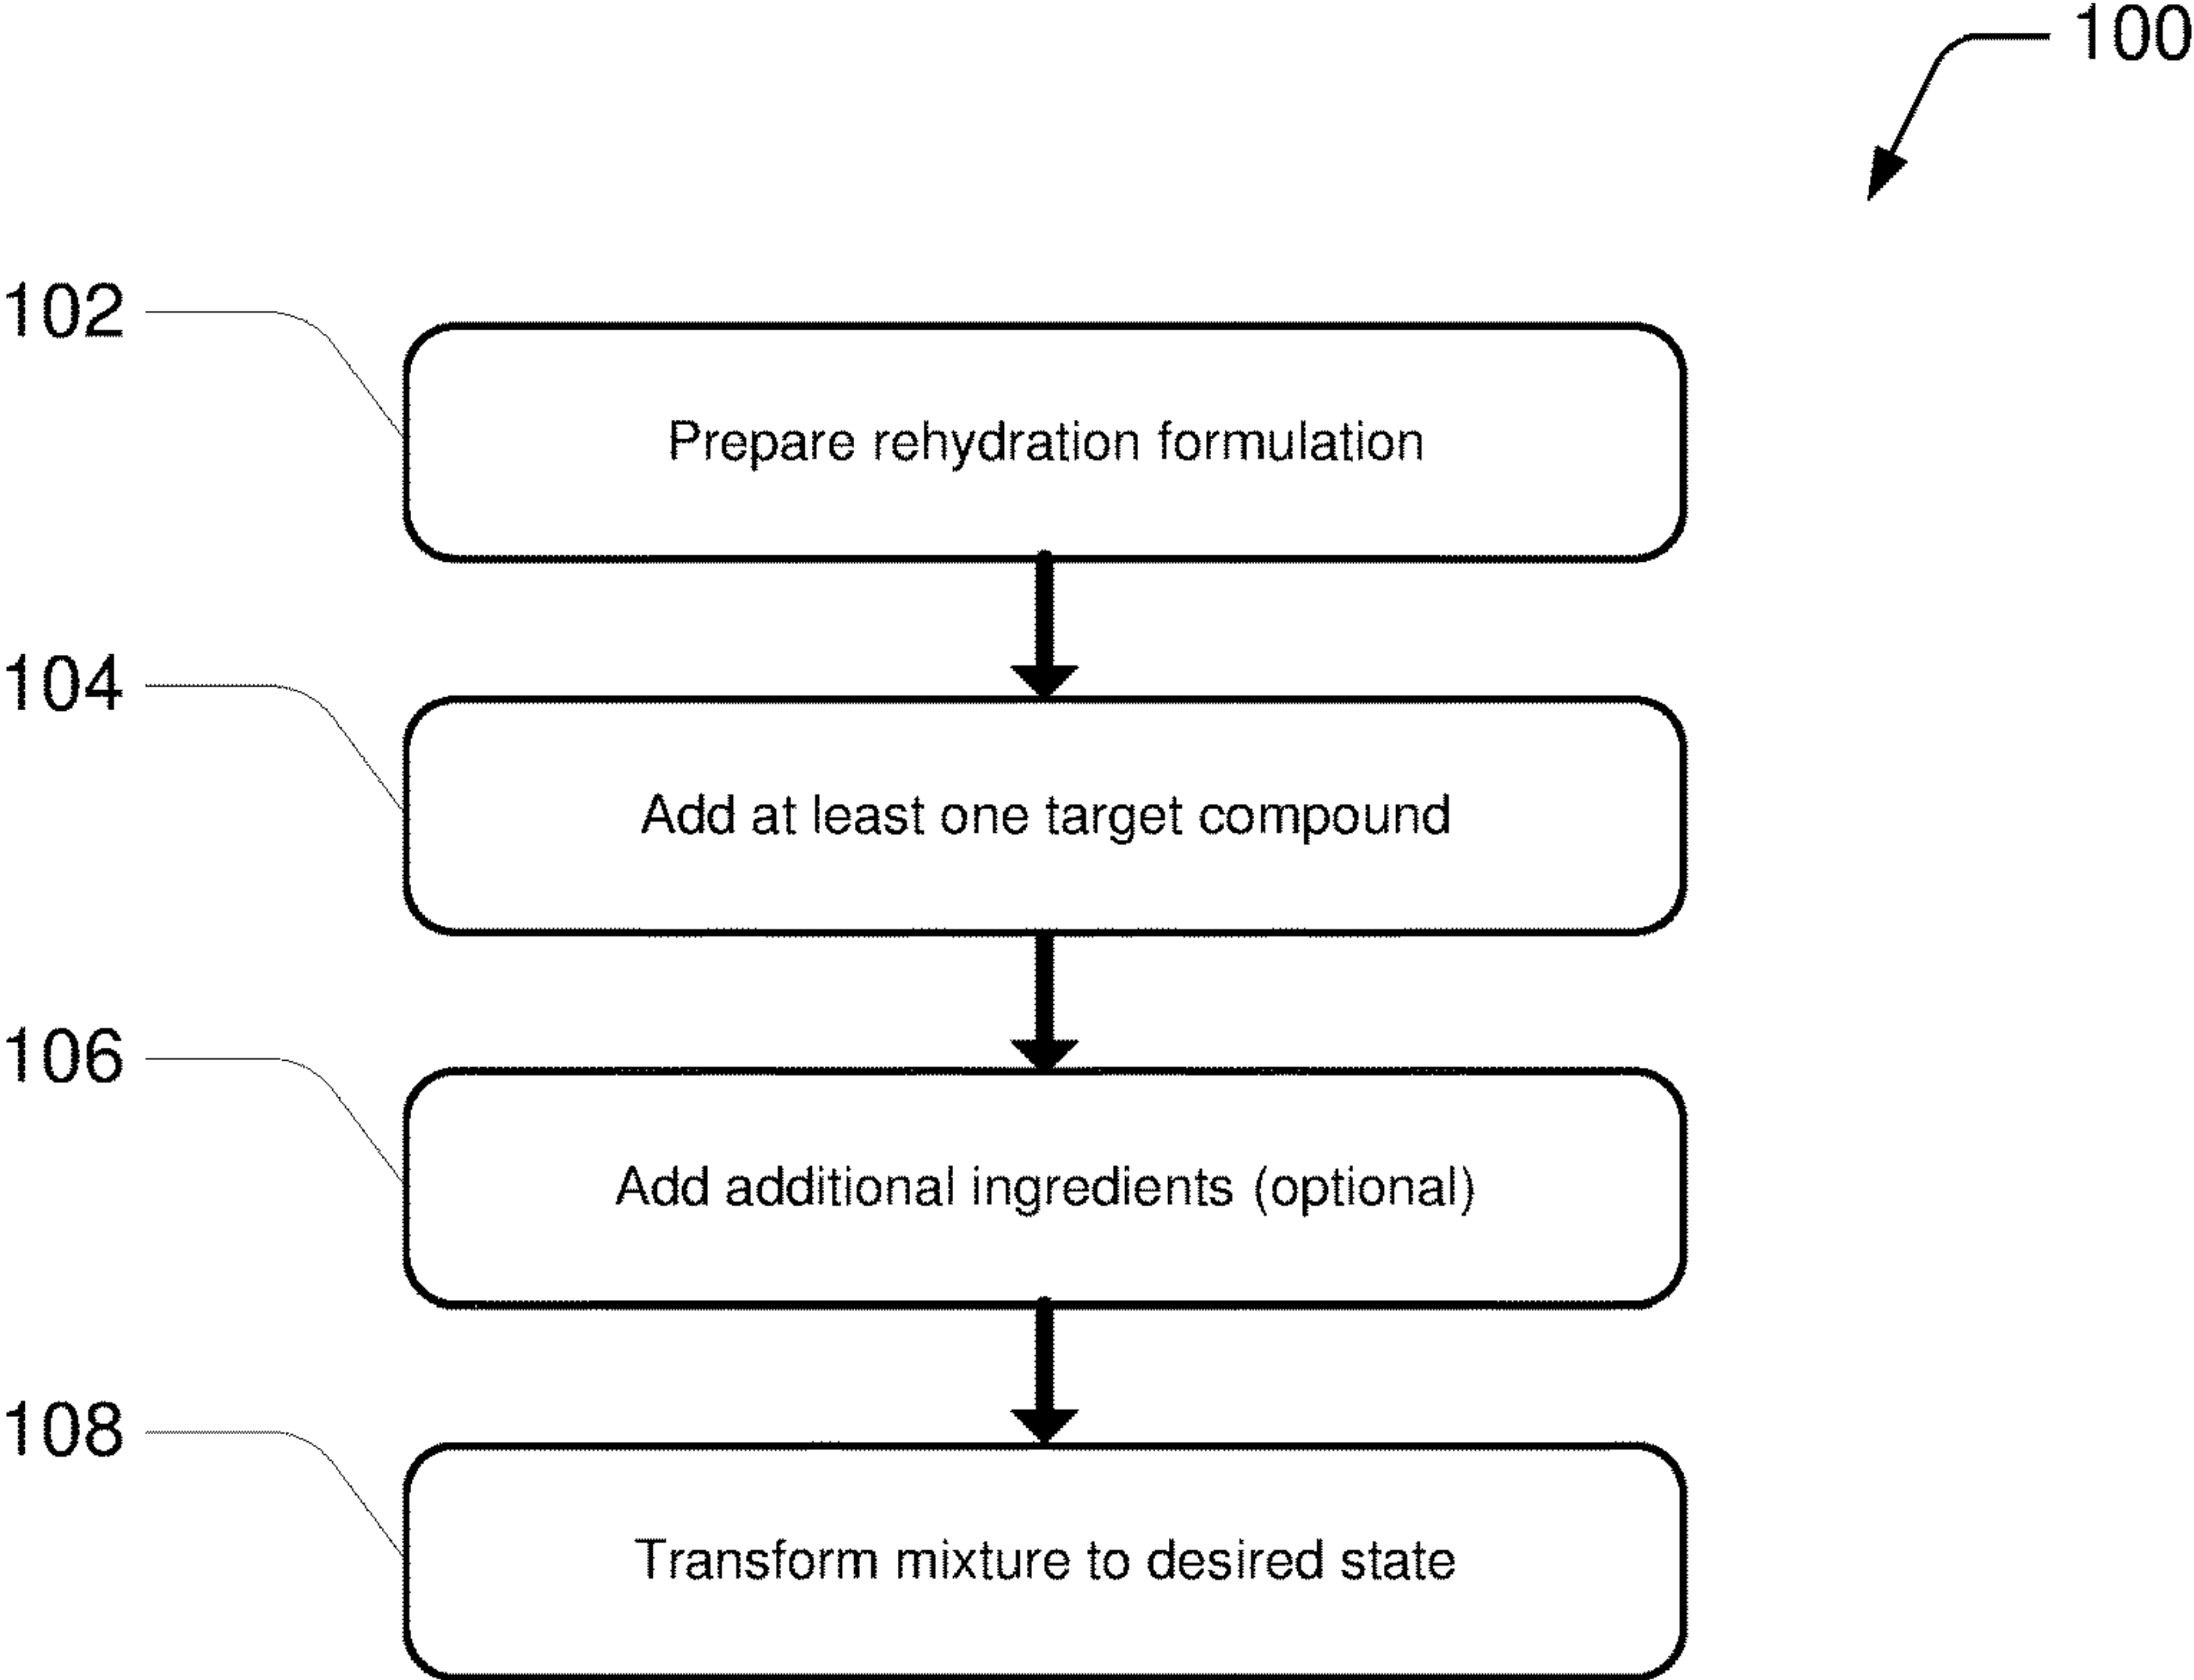 100
102
Prepare rehydration formulation
104
Add at least one target compound
106
Add additional ingredients (optional)
108
Transform mixture to desired state